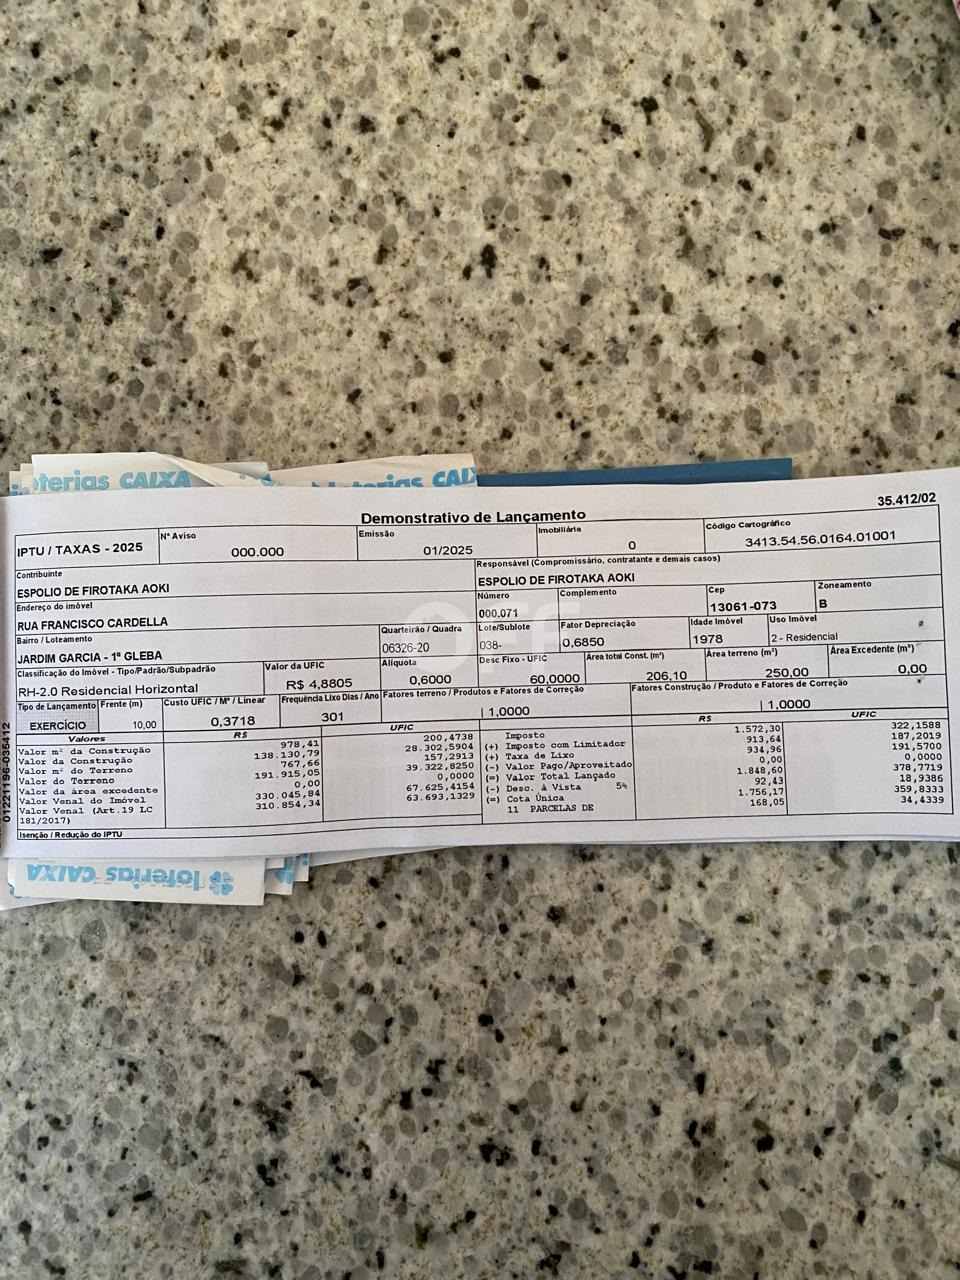 loterias CAIXA
loterias CAIX
35.412/02
Demonstrativo de Lançamento
IPTU / TAXAS - 2025
Nº Aviso
000.000
Emissão
01/2025
Imobiliária
0
Código Cartográfico
3413.54.56.0164.01001
Contribuinte
ESPOLIO DE FIROTAKA AOKI
Responsável (Compromissário, contratante e demais casos)
ESPOLIO DE FIROTAKA AOKI
Endereço do imóvel
RUA FRANCISCO CARDELLA
Número
000.071
Complemento
Cep
13061-073
Zoneamento
B
Bairro / Loteamento
JARDIM GARCIA - 1ª GLEBA
Quarteirão / Quadra
06326-20
Lote/Sublote
038-
Fator Depreciação
0,6850
Idade Imóvel
1978
Uso Imóvel
2 - Residencial
Classificação do Imóvel - Tipo/Padrão/Subpadrão
RH-2.0 Residencial Horizontal
Valor da UFIC
R$ 4,8805
Alíquota
0,6000
Desc Fixo - UFIC
60,0000
Área total Const. (m²)
206,10
Área terreno (m²)
250,00
Área Excedente (m²)
0,00
Tipo de Lançamento
EXERCÍCIO
Frente (m)
10,00
Custo UFIC / M² / Linear
0,3718
Frequência Lixo Dias / Ano
301
Fatores terreno / Produtos e Fatores de Correção
| 1,0000
Fatores Construção / Produto e Fatores de Correção
| 1,0000
Valores R$ UFIC
Valor m² da Construção 978,41 200,4738
Valor da Construção 138.130,79 28.302,5904
Valor m² do Terreno 767,66 157,2913
Valor do Terreno 191.915,05 39.322,8250
Valor da área excedente 0,00 0,0000
Valor Venal do Imóvel 330.045,84 67.625,4154
Valor Venal (Art.19 LC 310.854,34 63.693,1329
181/2017)
R$ UFIC
Imposto 1.572,30 322,1588
(+) Imposto com Limitador 913,64 187,2019
(+) Taxa de Lixo 934,96 191,5700
(-) Valor Pago/Aproveitado 0,00 0,0000
(=) Valor Total Lançado 1.848,60 378,7719
(-) Desc. à Vista 5% 92,43 18,9386
(=) Cota Única 1.756,17 359,8333
11 PARCELAS DE 168,05 34,4339
Isenção / Redução do IPTU
01221196-035412
loterias CAIXA